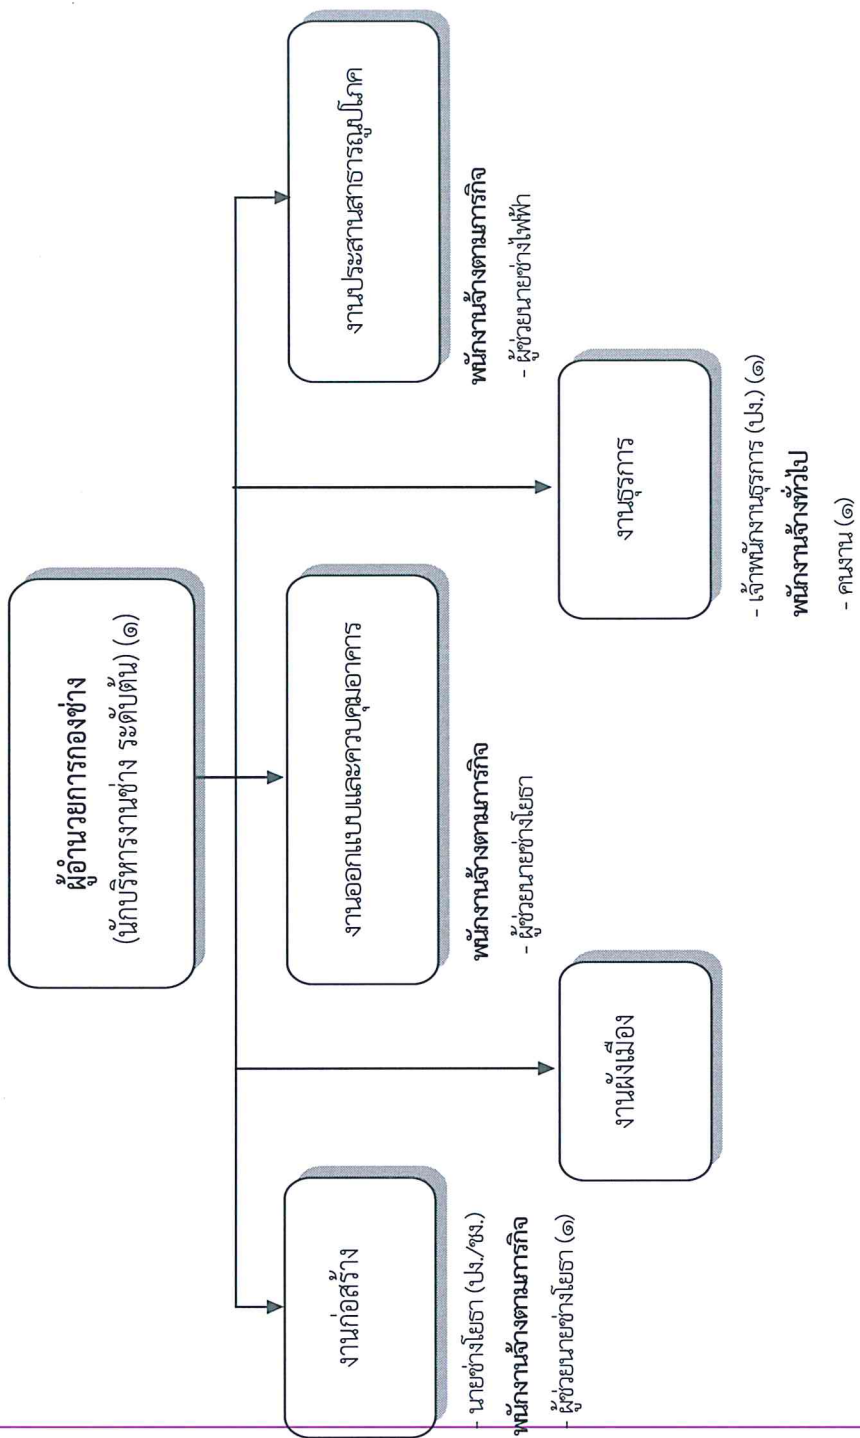 ผู้อำนวยการกองช่าง
(นักบริหารงานช่าง ระดับต้น) (๑)
งานก่อสร้าง
- นายช่างโยธา (ปง./ชง.)
พนักงานจ้างตามภารกิจ
- ผู้ช่วยนายช่างโยธา (๑)
งานผังเมือง
งานออกแบบและควบคุมอาคาร
พนักงานจ้างตามภารกิจ
- ผู้ช่วยนายช่างโยธา
งานธุรการ
- เจ้าพนักงานธุรการ (ปง.) (๑)
พนักงานจ้างทั่วไป
- คนงาน (๑)
งานประสานสาธารณูปโภค
พนักงานจ้างตามภารกิจ
- ผู้ช่วยนายช่างไฟฟ้า